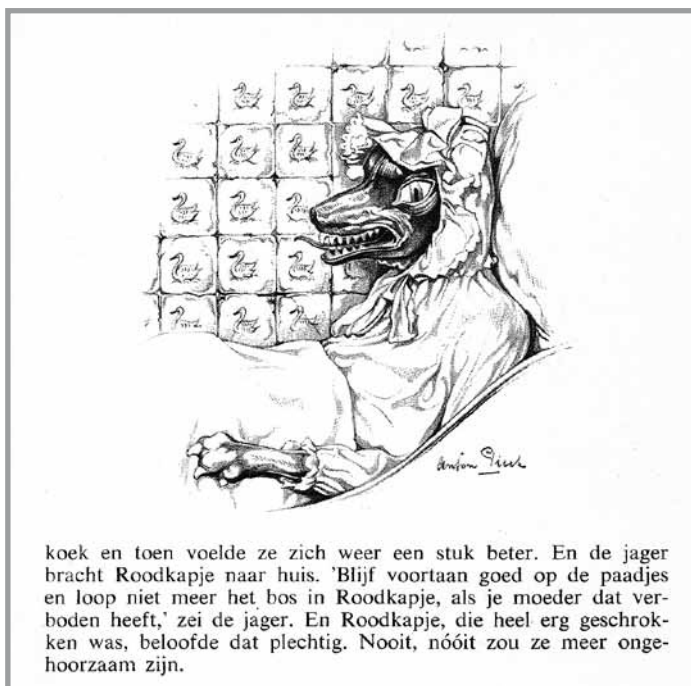 Anton Pieck
koek en toen voelde ze zich weer een stuk beter. En de jager
bracht Roodkapje naar huis. 'Blijf voortaan goed op de paadjes
en loop niet meer het bos in Roodkapje, als je moeder dat ver-
boden heeft,' zei de jager. En Roodkapje, die heel erg geschrok-
ken was, beloofde dat plechtig. Nooit, nóóit zou ze meer onge-
hoorzaam zijn.